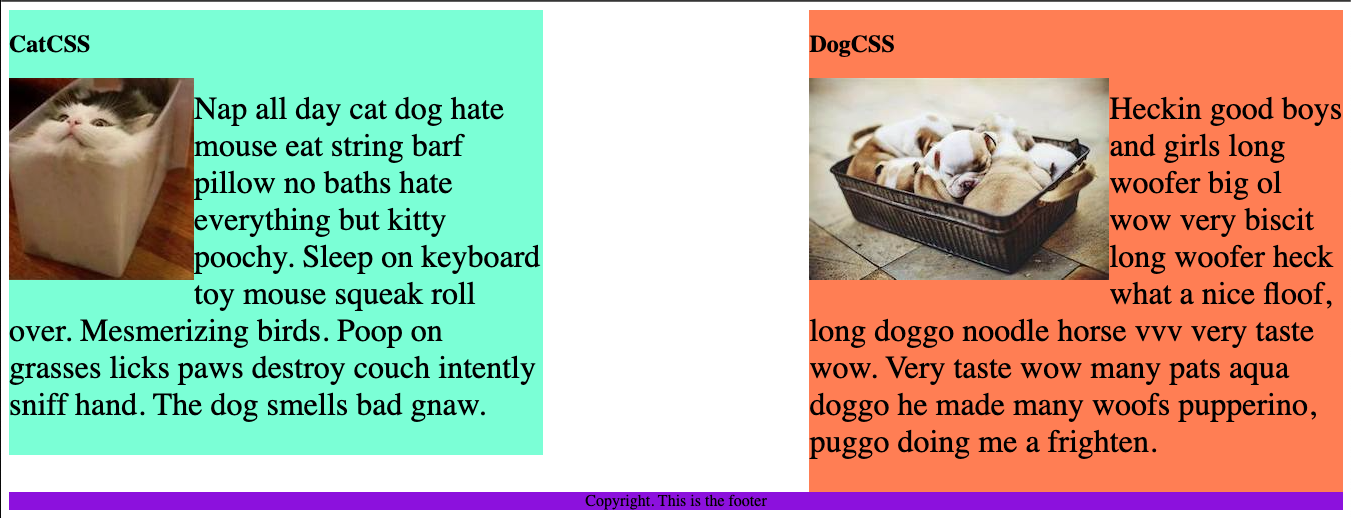 CatCSS
Nap all day cat dog hate
mouse eat string barf
pillow no baths hate
everything but kitty
poochy. Sleep on keyboard
toy mouse squeak roll
over. Mesmerizing birds. Poop on
grasses licks paws destroy couch intently
sniff hand. The dog smells bad gnaw.
DogCSS
Heckin good boys
and girls long
woofer big ol
wow very biscit
long woofer heck
what a nice floof,
long doggo noodle horse vvv very taste
wow. Very taste wow many pats aqua
doggo he made many woofs pupperino,
puggo doing me a frighten.
Copyright. This is the footer